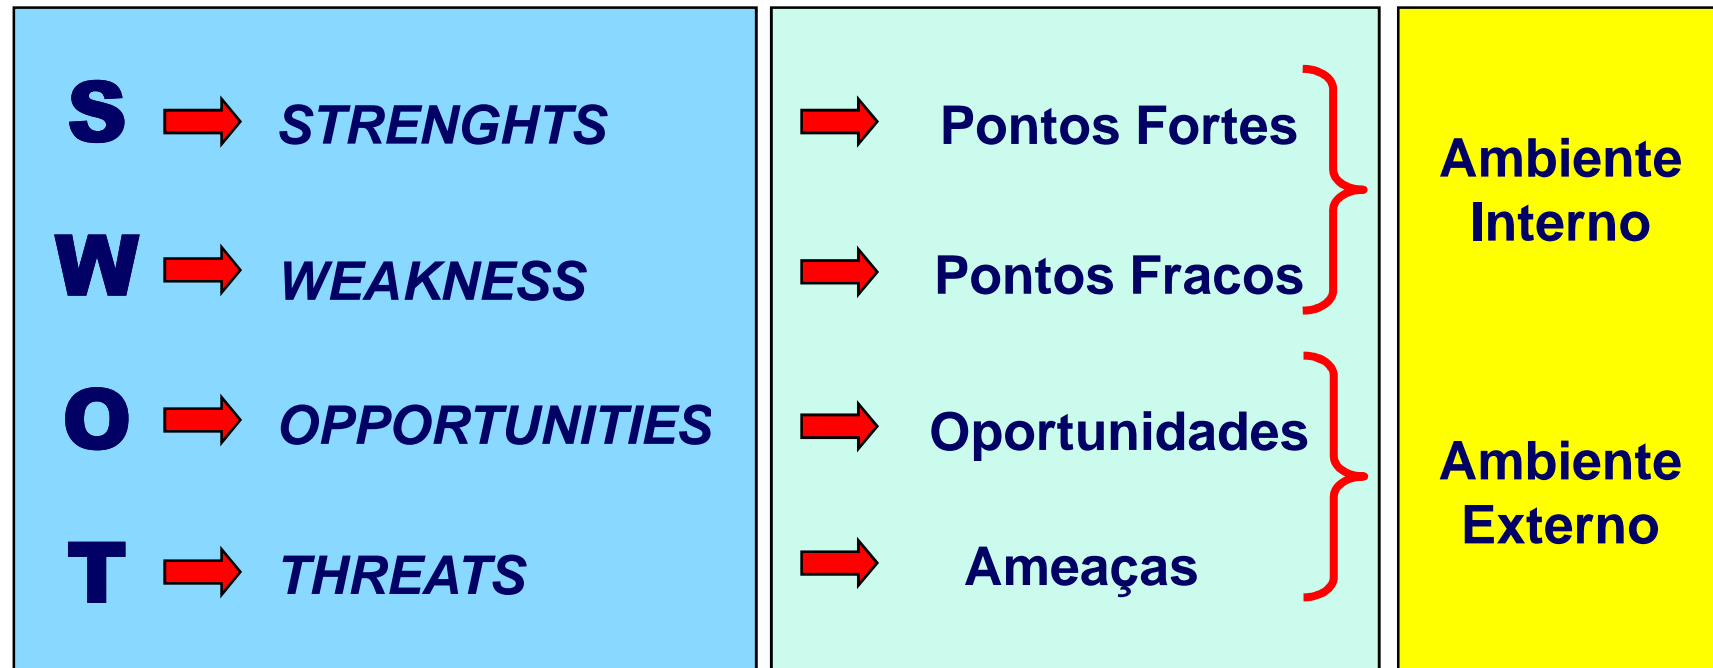 S STRENGHTS Pontos Fortes
Ambiente
Interno
W WEAKNESS Pontos Fracos
O OPPORTUNITIES Oportunidades
Ambiente
Externo
T THREATS Ameaças